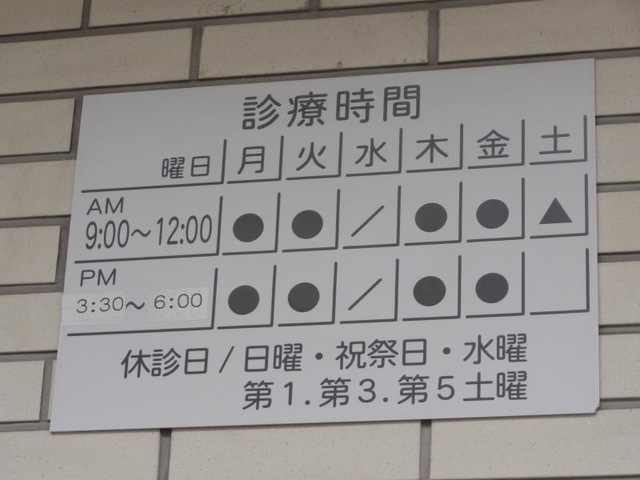 診療時間
曜日 月 火 水 木 金 土
AM
9:00～12:00 ● ● ／ ● ● ▲
PM
3:30～6:00 ● ● ／ ● ●
休診日/日曜・祝祭日・水曜
第1.第3.第5土曜